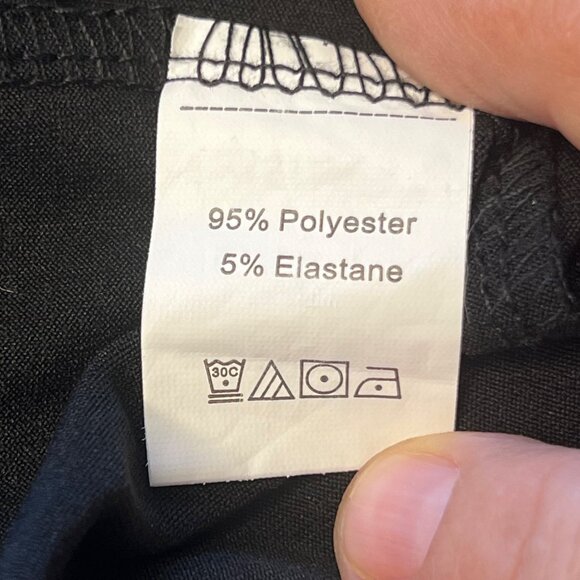 95% Polyester
5% Elastane
30C